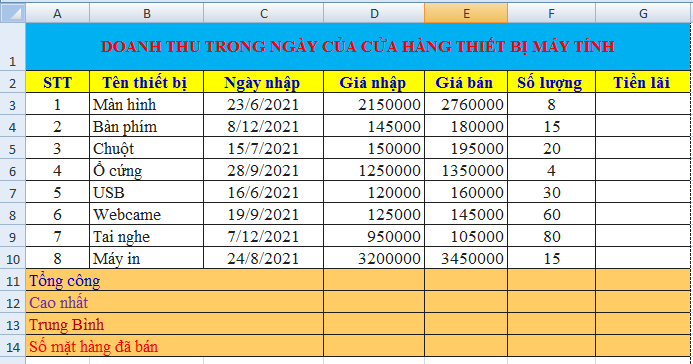 A B C D E F G
1 DOANH THU TRONG NGÀY CỦA CỬA HÀNG THIẾT BỊ MÁY TÍNH
2 STT Tên thiết bị Ngày nhập Giá nhập Giá bán Số lượng Tiền lãi
3 1 Màn hình 23/6/2021 2150000 2760000 8
4 2 Bàn phím 8/12/2021 145000 180000 15
5 3 Chuột 15/7/2021 150000 195000 20
6 4 Ổ cứng 28/9/2021 1250000 1350000 4
7 5 USB 16/6/2021 120000 160000 30
8 6 Webcame 19/9/2021 125000 145000 60
9 7 Tai nghe 7/12/2021 950000 105000 80
10 8 Máy in 24/8/2021 3200000 3450000 15
11 Tổng công
12 Cao nhất
13 Trung Bình
14 Số mặt hàng đã bán